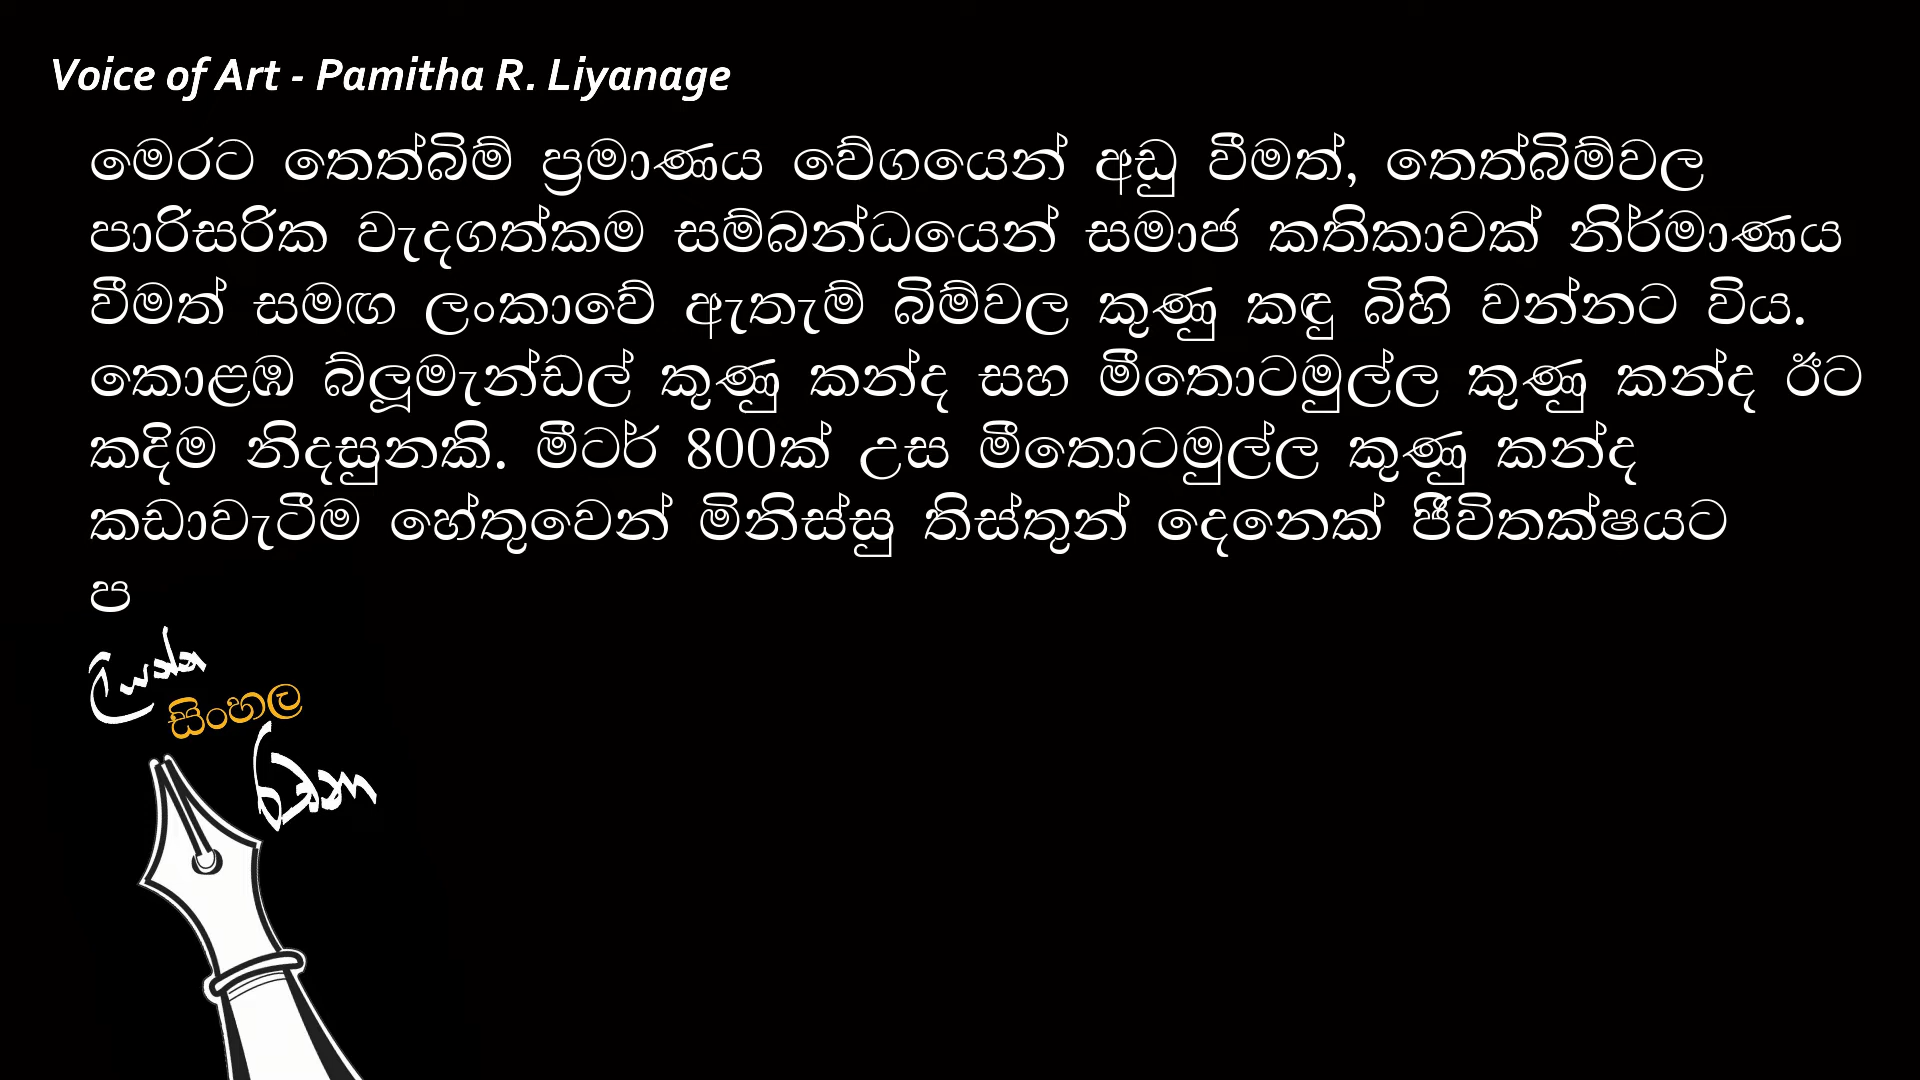 Voice of Art - Pamitha R. Liyanage
මෙරට තෙත්බිම් ප්‍රමාණය වේගයෙන් අඩු වීමත්, තෙත්බිම්වල
පාරිසරික වැදගත්කම සම්බන්ධයෙන් සමාජ කතිකාවක් නිර්මාණය
වීමත් සමඟ ලංකාවේ ඇතැම් බිම්වල කුණු කඳු බිහි වන්නට විය.
කොළඹ බ්ලූමැන්ඩල් කුණු කන්ද සහ මීතොටමුල්ල කුණු කන්ද ඊට
කදිම නිදසුනකි. මීටර් 800ක් උස මීතොටමුල්ල කුණු කන්ද
කඩාවැටීම හේතුවෙන් මිනිස්සු තිස්තුන් දෙනෙක් ජීවිතක්ෂයට
ප
ලියන්න
සිංහල
රචනා